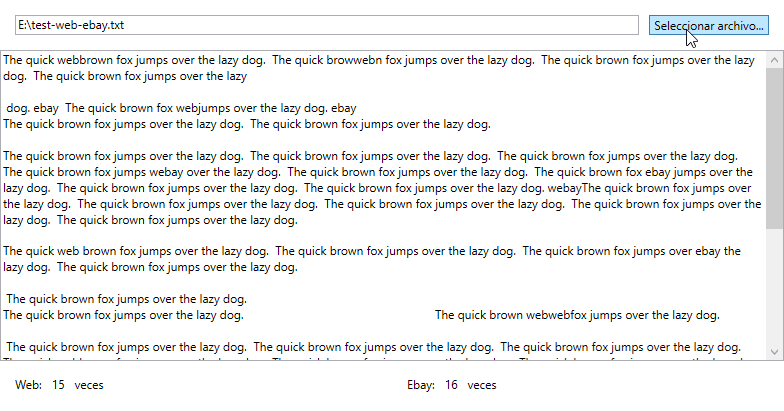 E:\test-web-ebay.txt
Seleccionar archivo...
The quick webbrown fox jumps over the lazy dog.  The quick browwebn fox jumps over the lazy dog.  The quick brown fox jumps over the lazy
dog.  The quick brown fox jumps over the lazy
dog. ebay  The quick brown fox webjumps over the lazy dog. ebay
The quick brown fox jumps over the lazy dog.  The quick brown fox jumps over the lazy dog.
The quick brown fox jumps over the lazy dog.  The quick brown fox jumps over the lazy dog.  The quick brown fox jumps over the lazy dog.
The quick brown fox jumps webay over the lazy dog.  The quick brown fox jumps over the lazy dog.  The quick brown fox ebay jumps over the
lazy dog.  The quick brown fox jumps over the lazy dog.  The quick brown fox jumps over the lazy dog. webayThe quick brown fox jumps over
the lazy dog.  The quick brown fox jumps over the lazy dog.  The quick brown fox jumps over the lazy dog.  The quick brown fox jumps over the
lazy dog.  The quick brown fox jumps over the lazy dog.
The quick web brown fox jumps over the lazy dog.  The quick brown fox jumps over the lazy dog.  The quick brown fox jumps over ebay the
lazy dog.  The quick brown fox jumps over the lazy dog.
The quick brown fox jumps over the lazy dog.
The quick brown fox jumps over the lazy dog. The quick brown webwebfox jumps over the lazy dog.
The quick brown fox jumps over the lazy dog.  The quick brown fox jumps over the lazy dog.  The quick brown fox jumps over the lazy dog.
Web: 15 veces
Ebay: 16 veces